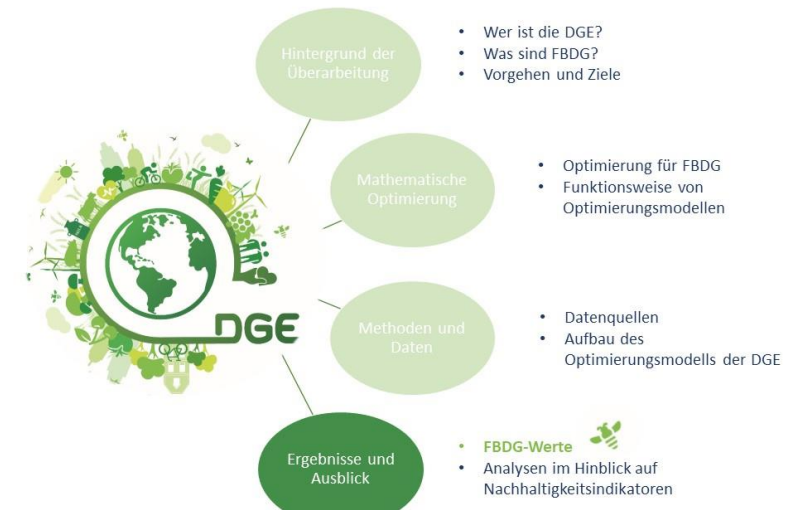 Hintergrund der
Überarbeitung
• Wer ist die DGE?
• Was sind FBDG?
• Vorgehen und Ziele
Mathematische
Optimierung
• Optimierung für FBDG
• Funktionsweise von
Optimierungsmodellen
DGE
Methoden und
Daten
• Datenquellen
• Aufbau des
Optimierungsmodells der DGE
Ergebnisse und
Ausblick
• FBDG-Werte
• Analysen im Hinblick auf
Nachhaltigkeitsindikatoren